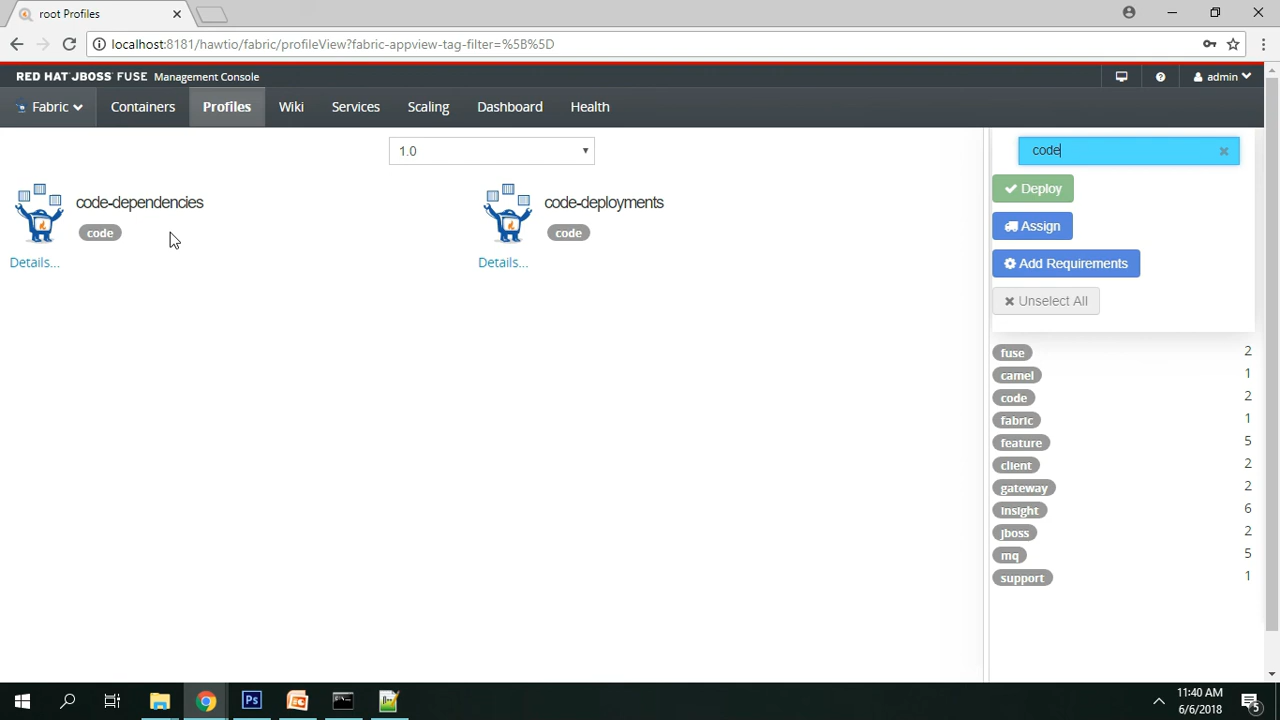 root Profiles
localhost:8181/hawtio/fabric/profileView?fabric-appview-tag-filter=%5B%5D
RED HAT JBOSS FUSE Management Console
admin
Fabric Containers Profiles Wiki Services Scaling Dashboard Health
1.0
code
code-dependencies
code
Details...
code-deployments
code
Details...
Deploy
Assign
Add Requirements
Unselect All
fuse 2
camel 1
code 2
fabric 1
feature 5
client 2
gateway 2
insight 6
jboss 2
mq 5
support 1
Ps
11:40 AM
6/6/2018
5